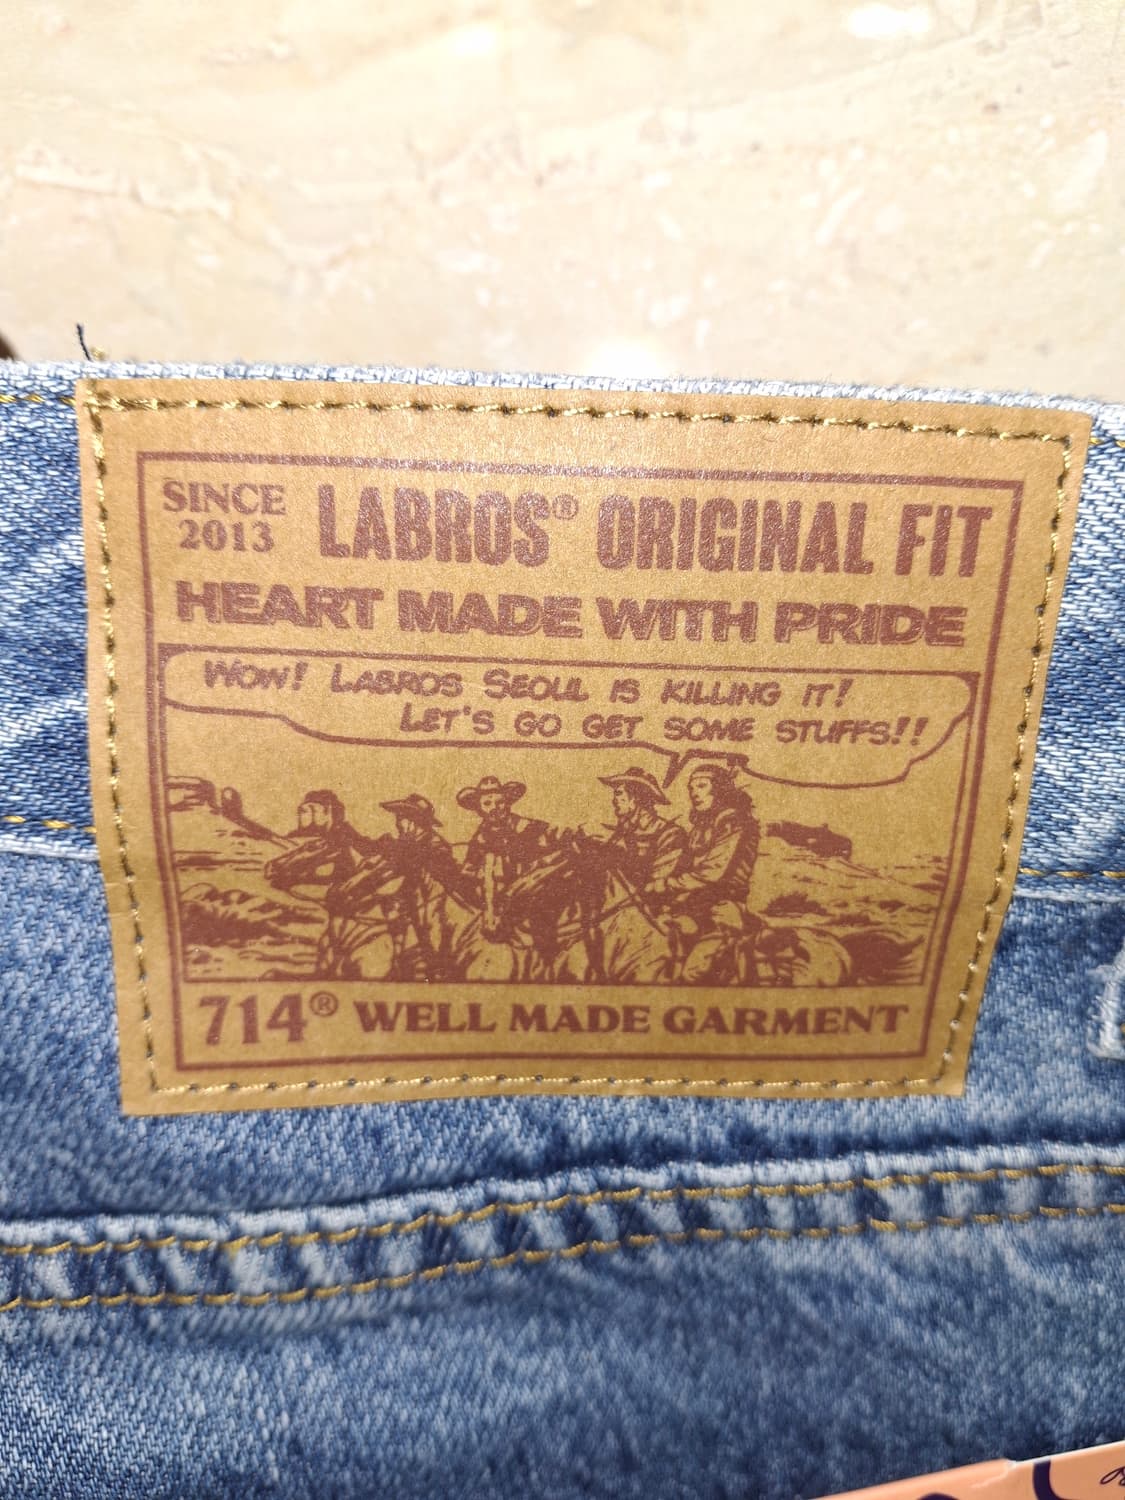 SINCE
2013
LABROS® ORIGINAL FIT
HEART MADE WITH PRIDE
WOW! LABROS SEOUL IS KILLING IT!
LET'S GO GET SOME STUFFS!!
714® WELL MADE GARMENT